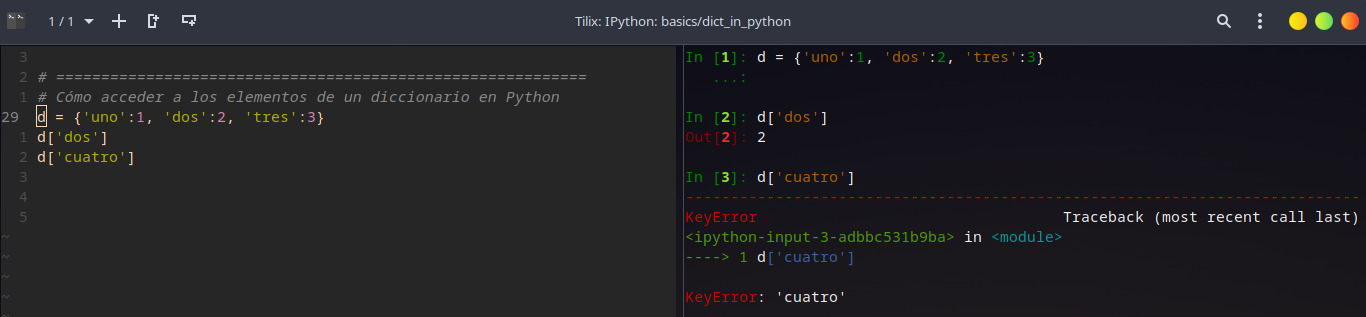 1 / 1
Tilix: IPython: basics/dict_in_python
3
2 # ===========================================================
1 # Cómo acceder a los elementos de un diccionario en Python
29 d = {'uno':1, 'dos':2, 'tres':3}
1 d['dos']
2 d['cuatro']
3
4
5
~
~
~
~
~
In [1]: d = {'uno':1, 'dos':2, 'tres':3}
...:
In [2]: d['dos']
Out[2]: 2
In [3]: d['cuatro']
---------------------------------------------------------------------------
KeyError Traceback (most recent call last)
<ipython-input-3-adbbc531b9ba> in <module>
----> 1 d['cuatro']
KeyError: 'cuatro'